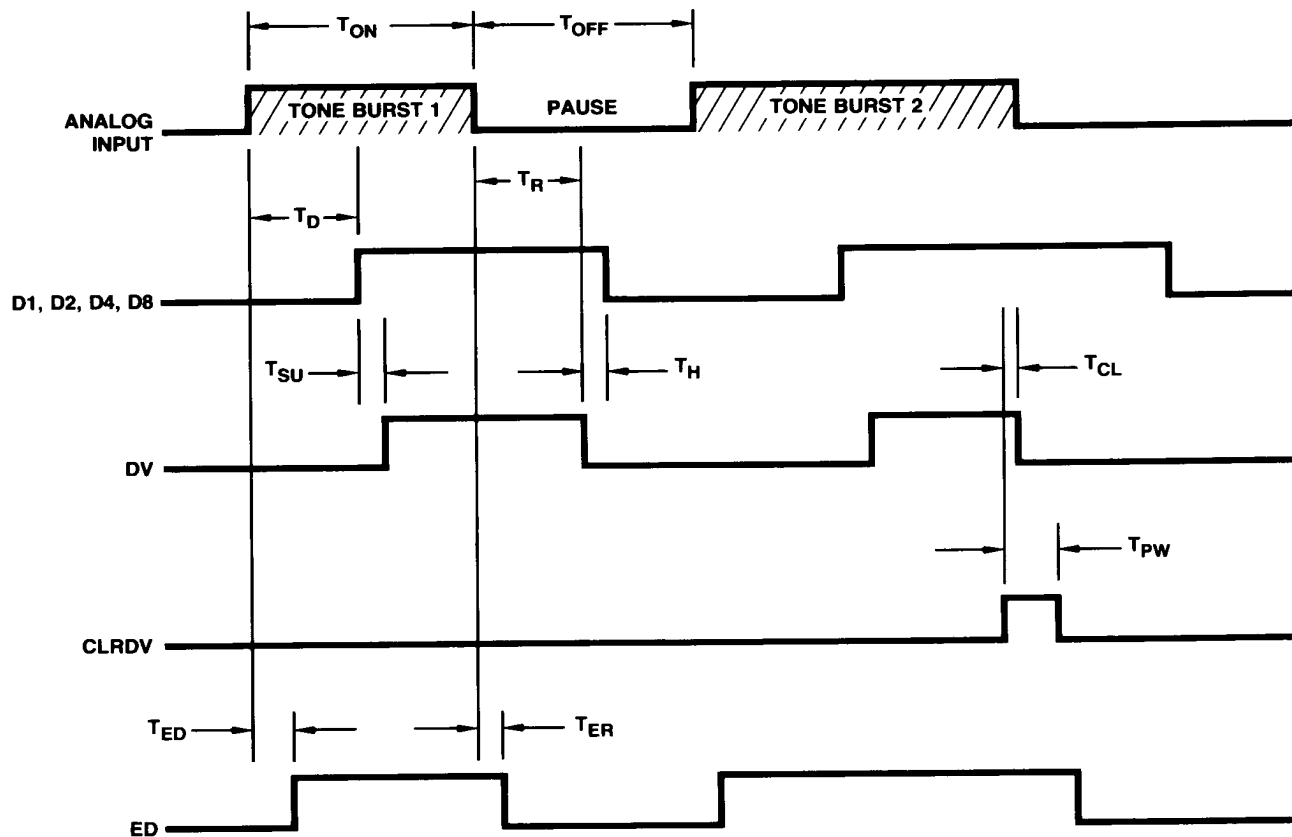 TON
TOFF
TONE BURST 1
PAUSE
TONE BURST 2
ANALOG
INPUT
TR
TD
D1, D2, D4, D8
TSU
TH
TCL
DV
TPW
CLRDV
TED
TER
ED